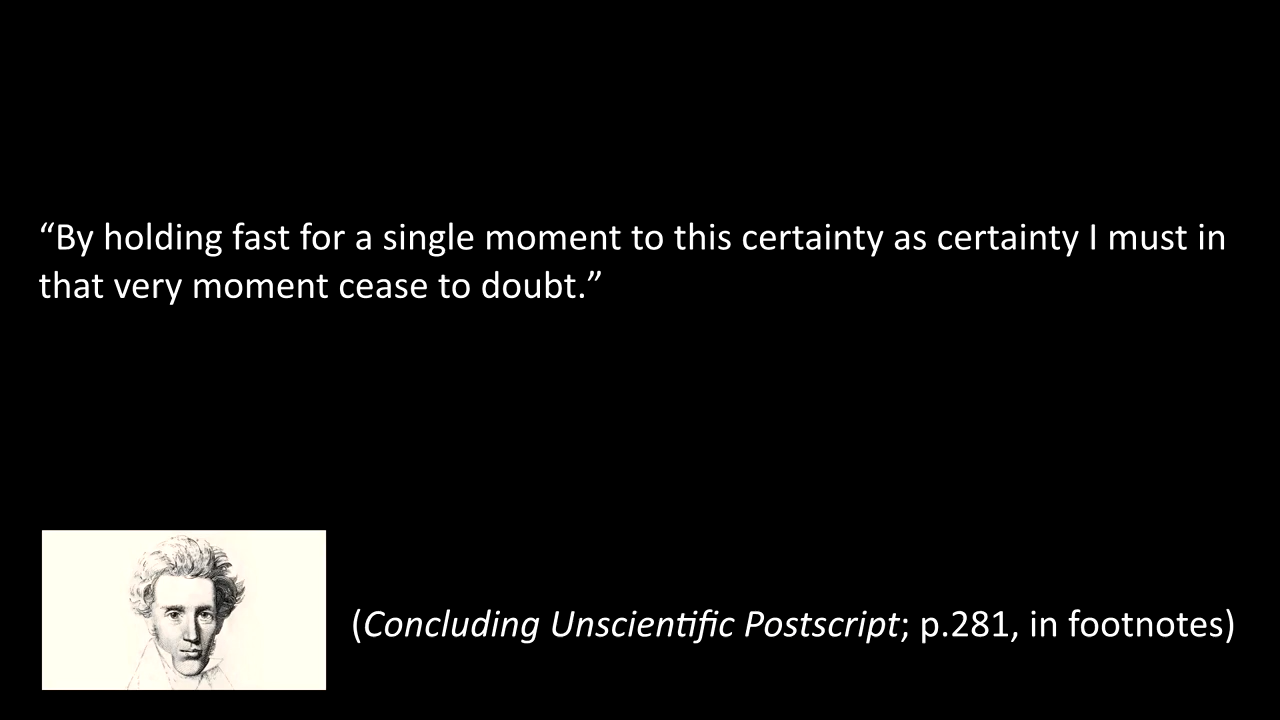 “By holding fast for a single moment to this certainty as certainty I must in
that very moment cease to doubt.”
(Concluding Unscientific Postscript; p.281, in footnotes)